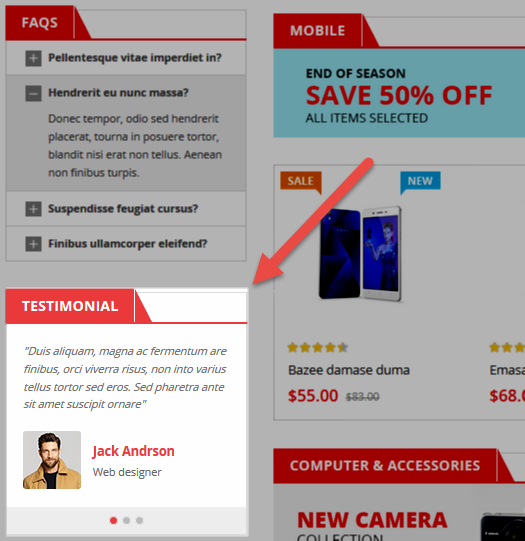 FAQS
Pellentesque vitae imperdiet in?
Hendrerit eu nunc massa?
Donec tempor, odio sed hendrerit
placerat, tourna in posuere tortor,
blandit nisi erat non tellus. Aenean
non finibus turpis.
Suspendisse feugiat cursus?
Finibus ullamcorper eleifend?
TESTIMONIAL
"Duis aliquam, magna ac fermentum are
finibus, orci viverra risus, non into varius
tellus tortor sed eros. Sed pharetra ante
sit amet suscipit ornare"
Jack Andrson
Web designer
MOBILE
END OF SEASON
SAVE 50% OFF
ALL ITEMS SELECTED
SALE
NEW
Bazee damase duma
$55.00 $83.00
Emasa
$68.0
COMPUTER & ACCESSORIES
NEW CAMERA
COLLECTION